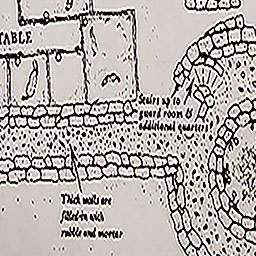 TABLE
Stairs up to
guard room &
additional quarters
Thick walls are
filled-in with
rubble and mortar